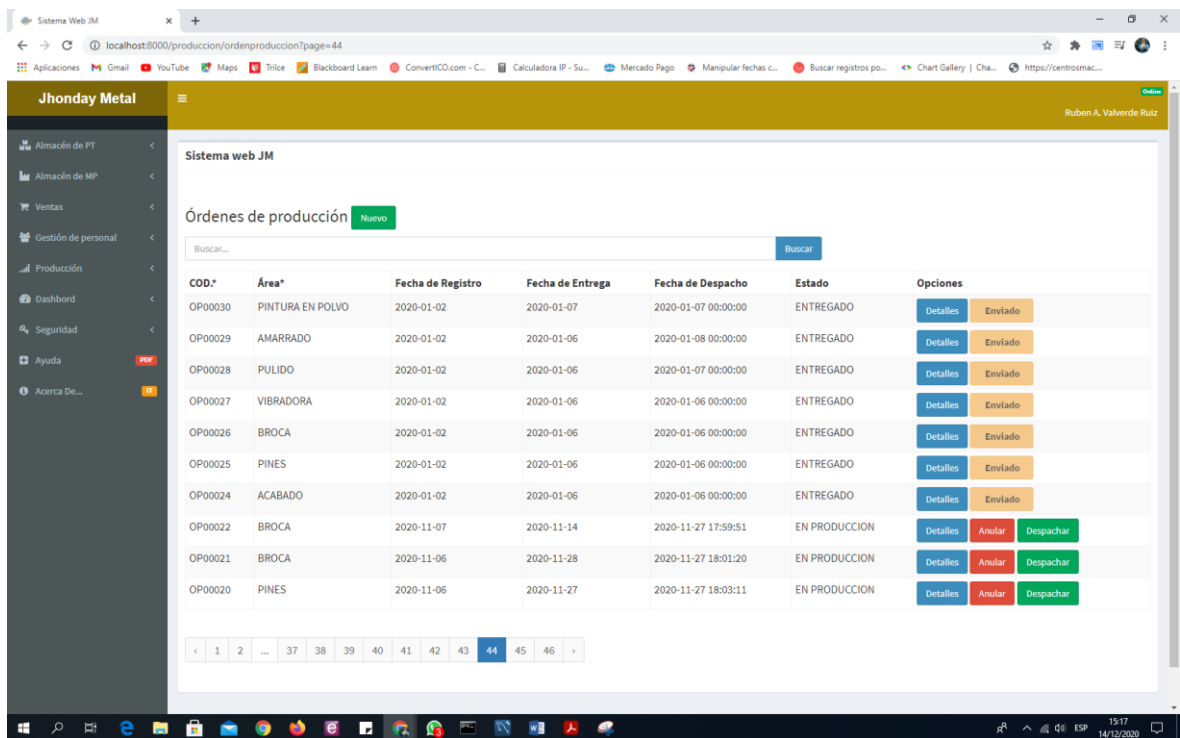 Sistema Web JM
localhost:8000/produccion/ordenproduccion?page=44
Aplicaciones Gmail YouTube Maps Trilce Blackboard Learn ConvertICO.com - C... Calculadora IP - Su... Mercado Pago Manipular fechas c... Buscar registros po... Chart Gallery | Cha... https://centrosmac....
Jhonday Metal
Online
Ruben A. Valverde Ruiz
Almacén de PT
Almacén de MP
Ventas
Gestión de personal
Producción
Dashbord
Seguridad
Ayuda PDF
Acerca De... IT
Sistema web JM
Órdenes de producción Nuevo
Buscar... Buscar
COD.* Área* Fecha de Registro Fecha de Entrega Fecha de Despacho Estado Opciones
OP00030 PINTURA EN POLVO 2020-01-02 2020-01-07 2020-01-07 00:00:00 ENTREGADO Detalles Enviado
OP00029 AMARRADO 2020-01-02 2020-01-06 2020-01-08 00:00:00 ENTREGADO Detalles Enviado
OP00028 PULIDO 2020-01-02 2020-01-06 2020-01-07 00:00:00 ENTREGADO Detalles Enviado
OP00027 VIBRADORA 2020-01-02 2020-01-06 2020-01-06 00:00:00 ENTREGADO Detalles Enviado
OP00026 BROCA 2020-01-02 2020-01-06 2020-01-06 00:00:00 ENTREGADO Detalles Enviado
OP00025 PINES 2020-01-02 2020-01-06 2020-01-06 00:00:00 ENTREGADO Detalles Enviado
OP00024 ACABADO 2020-01-02 2020-01-06 2020-01-06 00:00:00 ENTREGADO Detalles Enviado
OP00022 BROCA 2020-11-07 2020-11-14 2020-11-27 17:59:51 EN PRODUCCION Detalles Anular Despachar
OP00021 BROCA 2020-11-06 2020-11-28 2020-11-27 18:01:20 EN PRODUCCION Detalles Anular Despachar
OP00020 PINES 2020-11-06 2020-11-27 2020-11-27 18:03:11 EN PRODUCCION Detalles Anular Despachar
‹ 1 2 ... 37 38 39 40 41 42 43 44 45 46 ›
ESP
15:17
14/12/2020